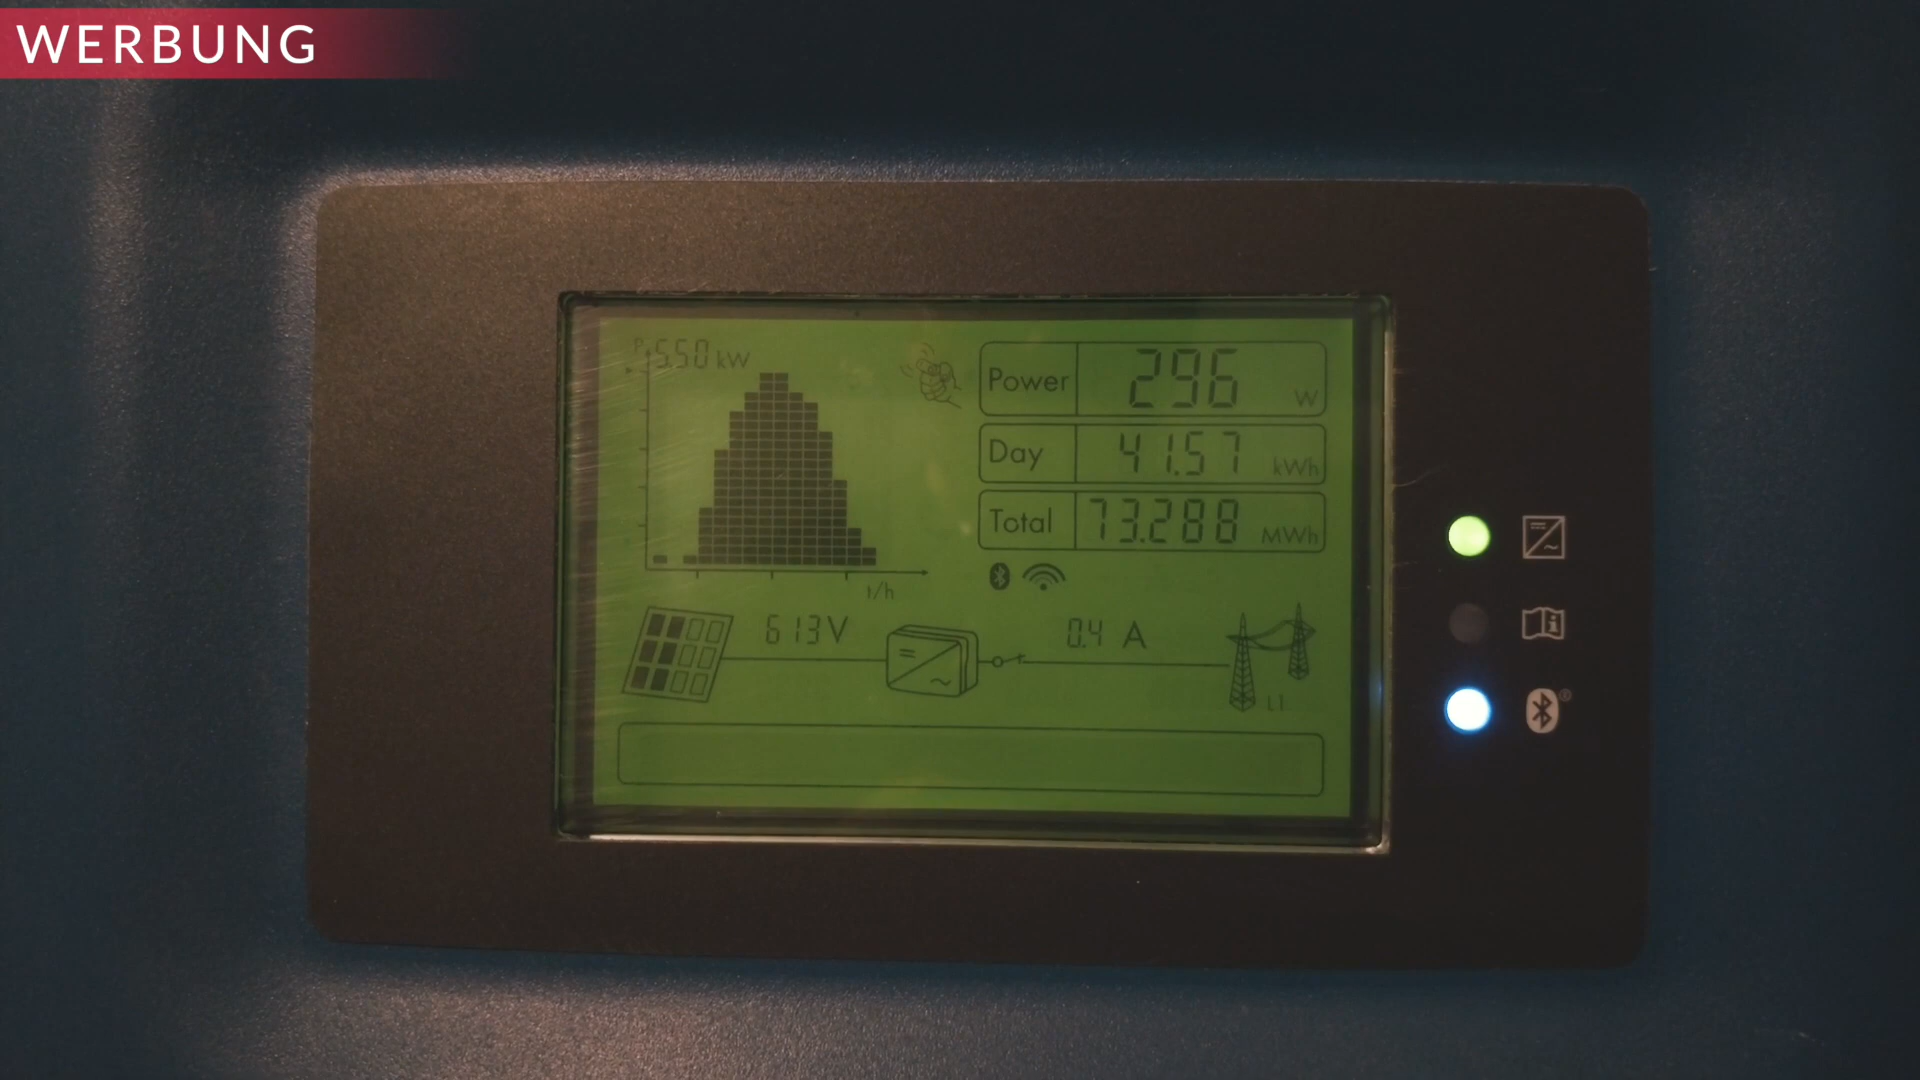 WERBUNG
P 5.50 kW
Power 296 W
Day 41.57 kWh
Total 73.288 MWh
t/h
613V
0.4 A
L1